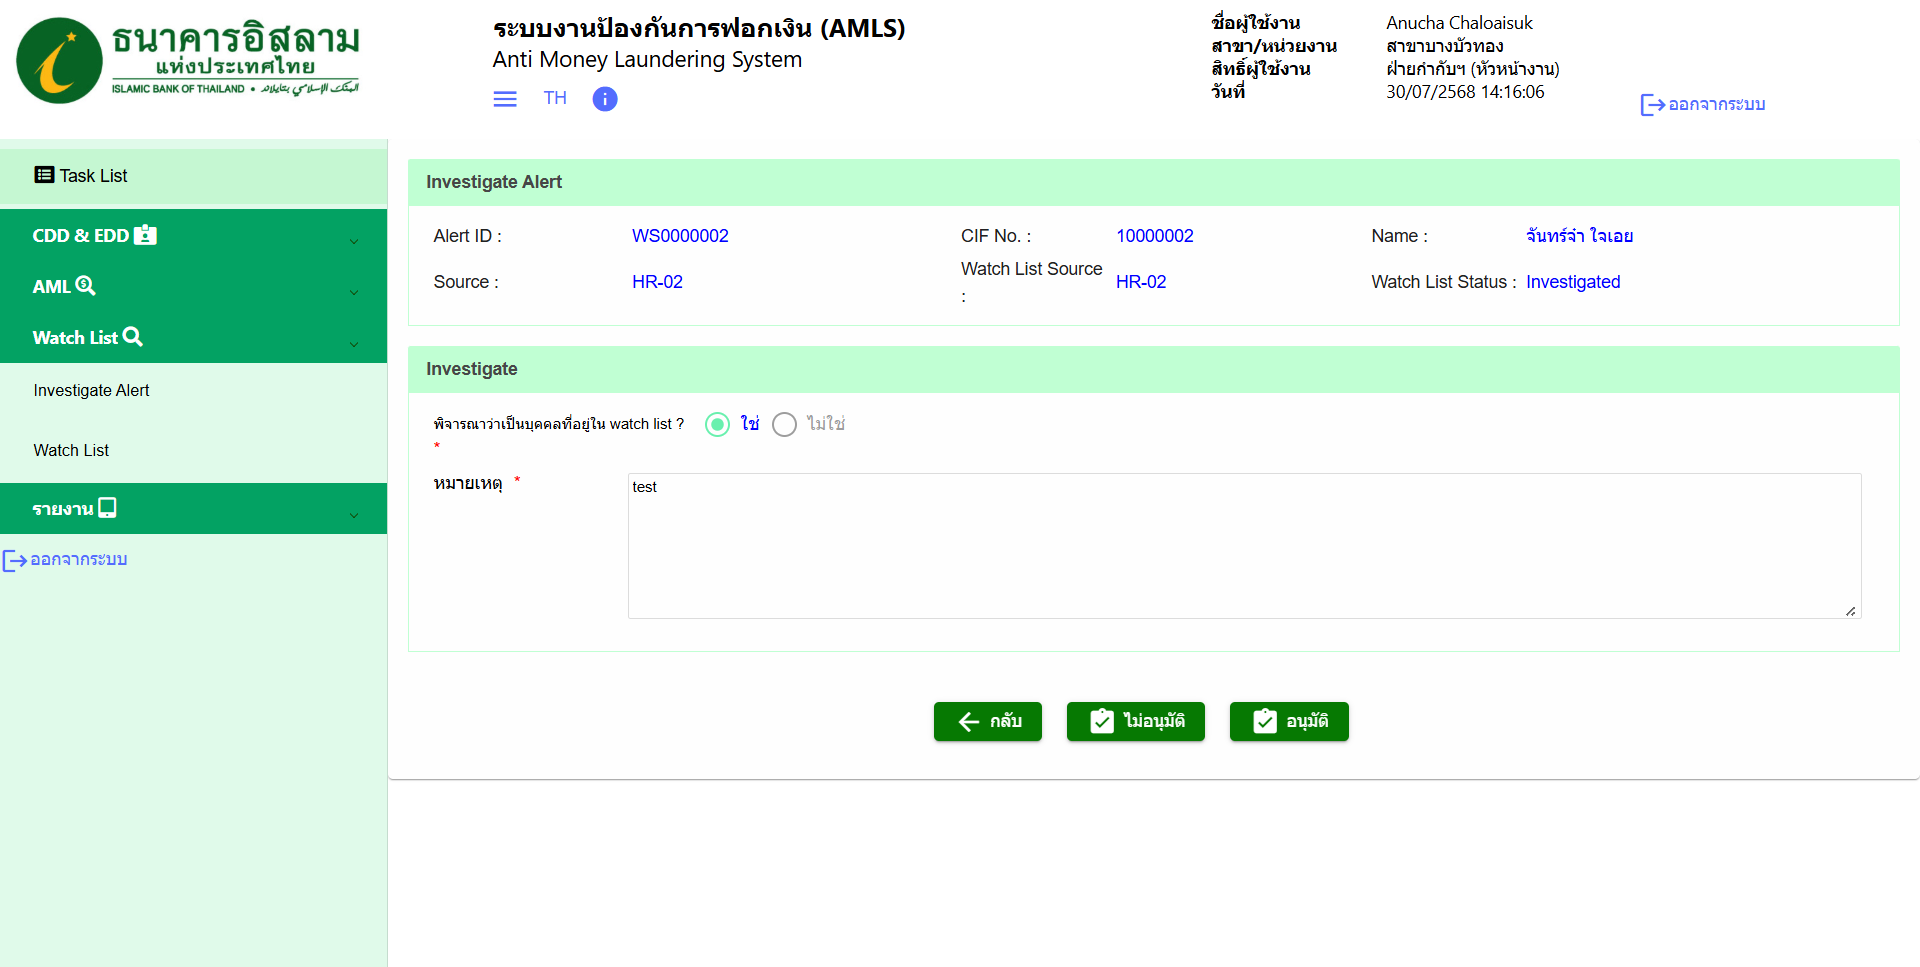 ธนาคารอิสลาม
แห่งประเทศไทย
ISLAMIC BANK OF THAILAND •
ระบบงานป้องกันการฟอกเงิน (AMLS)
Anti Money Laundering System
TH
ชื่อผู้ใช้งาน Anucha Chaloaisuk
สาขา/หน่วยงาน สาขาบางบัวทอง
สิทธิ์ผู้ใช้งาน ฝ่ายกำกับฯ (หัวหน้างาน)
วันที่ 30/07/2568 14:16:06
ออกจากระบบ
Task List
CDD & EDD
AML
Watch List
Investigate Alert
Watch List
รายงาน
ออกจากระบบ
Investigate Alert
Alert ID : WS0000002 CIF No. : 10000002 Name : จันทร์จ๋า ใจเอย
Source : HR-02 Watch List Source : HR-02 Watch List Status : Investigated
Investigate
พิจารณาว่าเป็นบุคคลที่อยู่ใน watch list ? * ใช่ ไม่ใช่
หมายเหตุ * test
กลับ ไม่อนุมัติ อนุมัติ